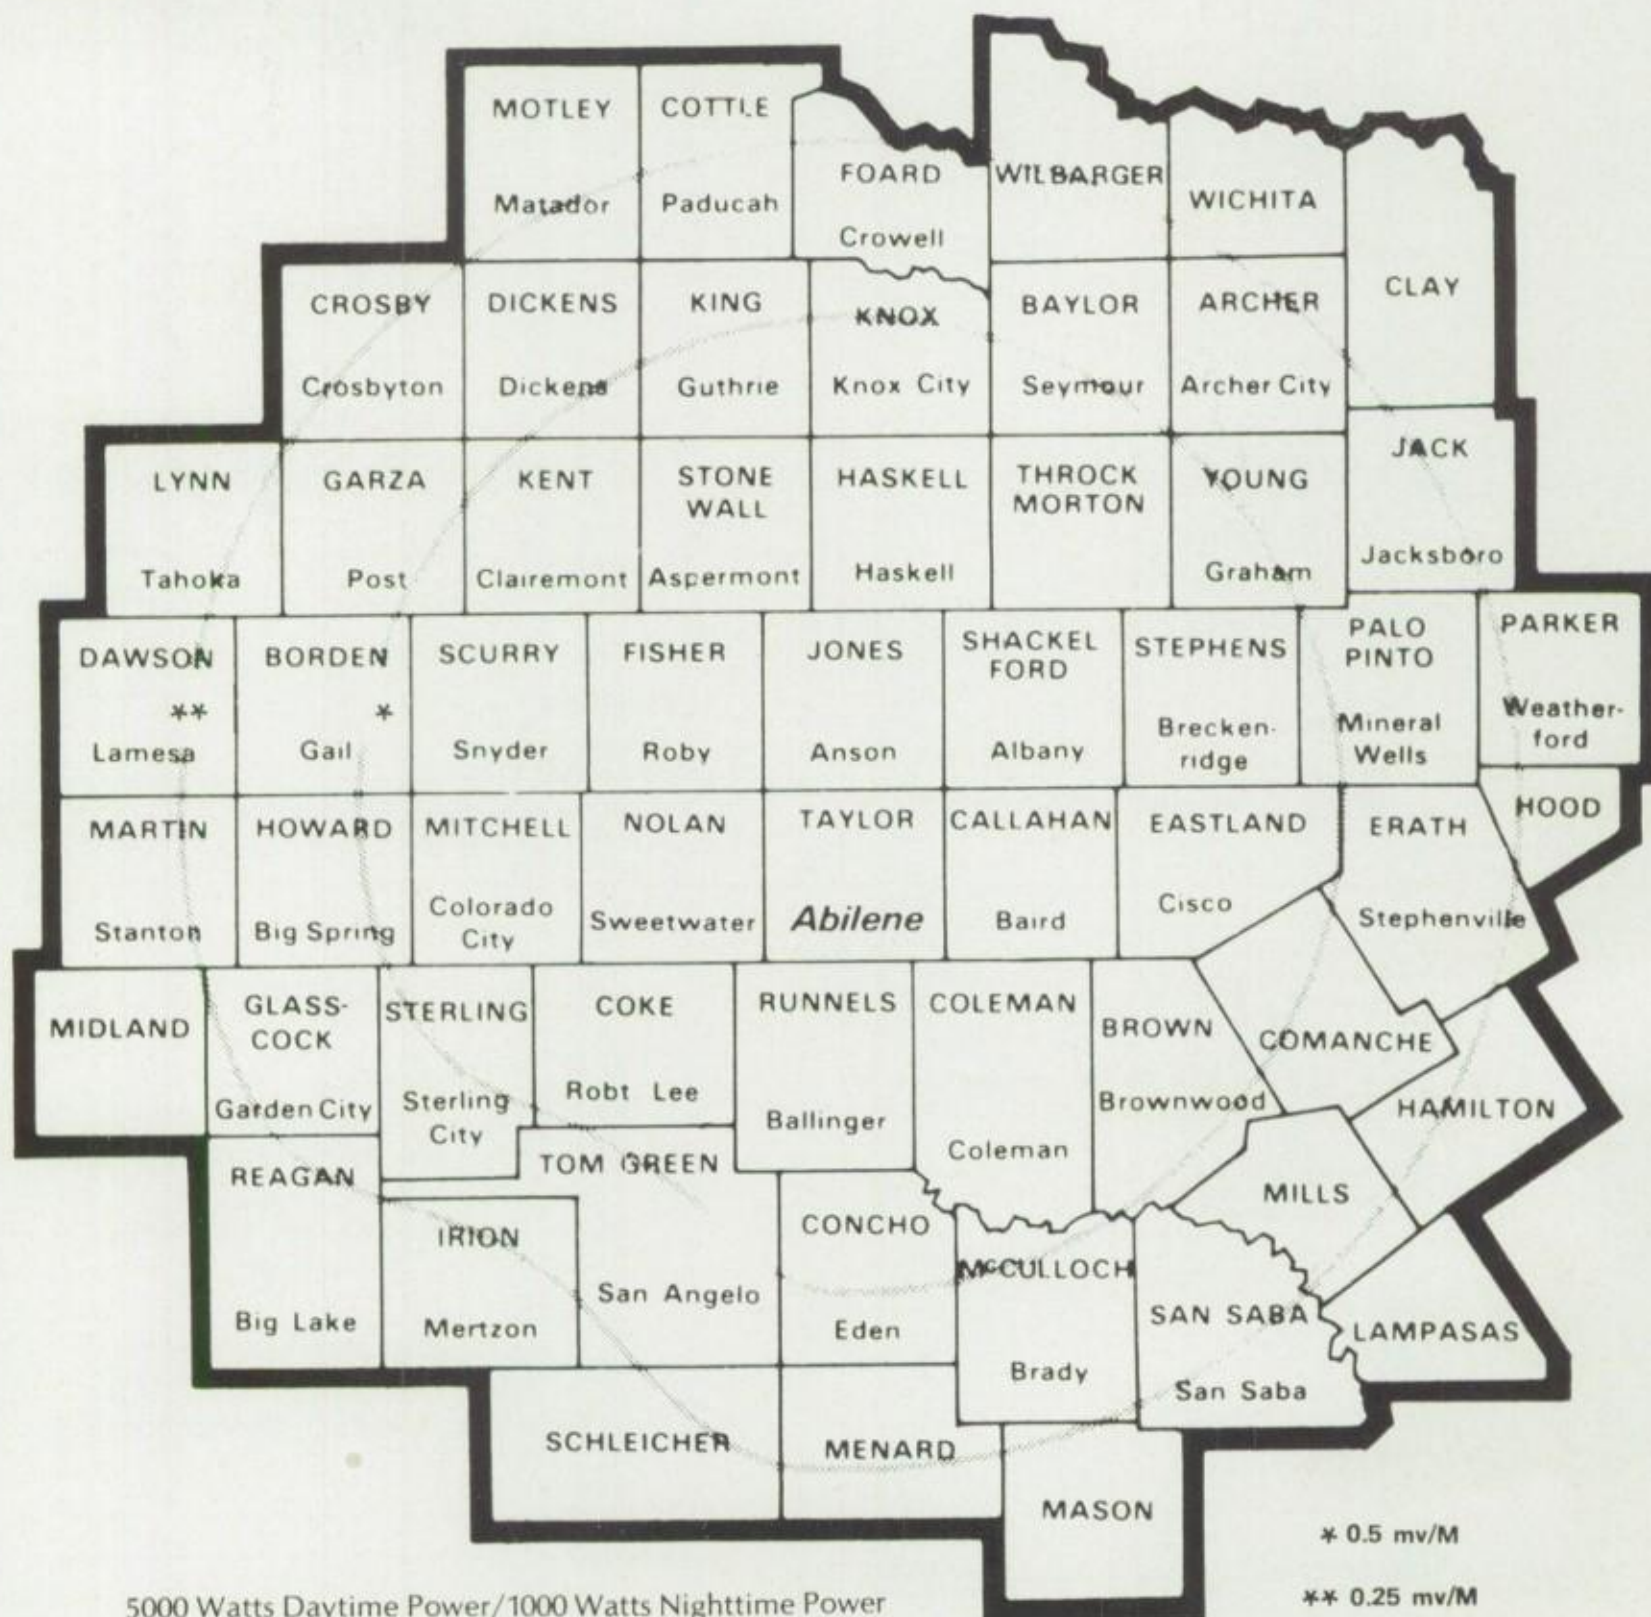 MOTLEY
COTTLE
Matador
Paducah
FOARD
Crowell
WILBARGER
WICHITA
CLAY
CROSBY
DICKENS
KING
KNOX
BAYLOR
ARCHER
Crosbyton
Dickens
Guthrie
Knox City
Seymour
Archer City
LYNN
GARZA
KENT
STONE
WALL
HASKELL
THROCK
MORTON
YOUNG
JACK
Tahoka
Post
Clairemont
Aspermont
Haskell
Graham
Jacksboro
DAWSON
BORDEN
SCURRY
FISHER
JONES
SHACKEL
FORD
STEPHENS
PALO
PINTO
PARKER
**
*
Lamesa
Gail
Snyder
Roby
Anson
Albany
Brecken-
ridge
Mineral
Wells
Weather-
ford
MARTIN
HOWARD
MITCHELL
NOLAN
TAYLOR
CALLAHAN
EASTLAND
ERATH
HOOD
Stanton
Big Spring
Colorado
City
Sweetwater
Abilene
Baird
Cisco
Stephenville
MIDLAND
GLASS-
COCK
STERLING
COKE
RUNNELS
COLEMAN
BROWN
COMANCHE
Garden City
Sterling
City
Robt Lee
Ballinger
Coleman
Brownwood
HAMILTON
REAGAN
TOM GREEN
MILLS
IRION
CONCHO
McCULLOCH
SAN SABA
LAMPASAS
Big Lake
Mertzon
San Angelo
Eden
Brady
San Saba
SCHLEICHER
MENARD
MASON
* 0.5 mv/M
** 0.25 mv/M
5000 Watts Daytime Power/1000 Watts Nighttime Power